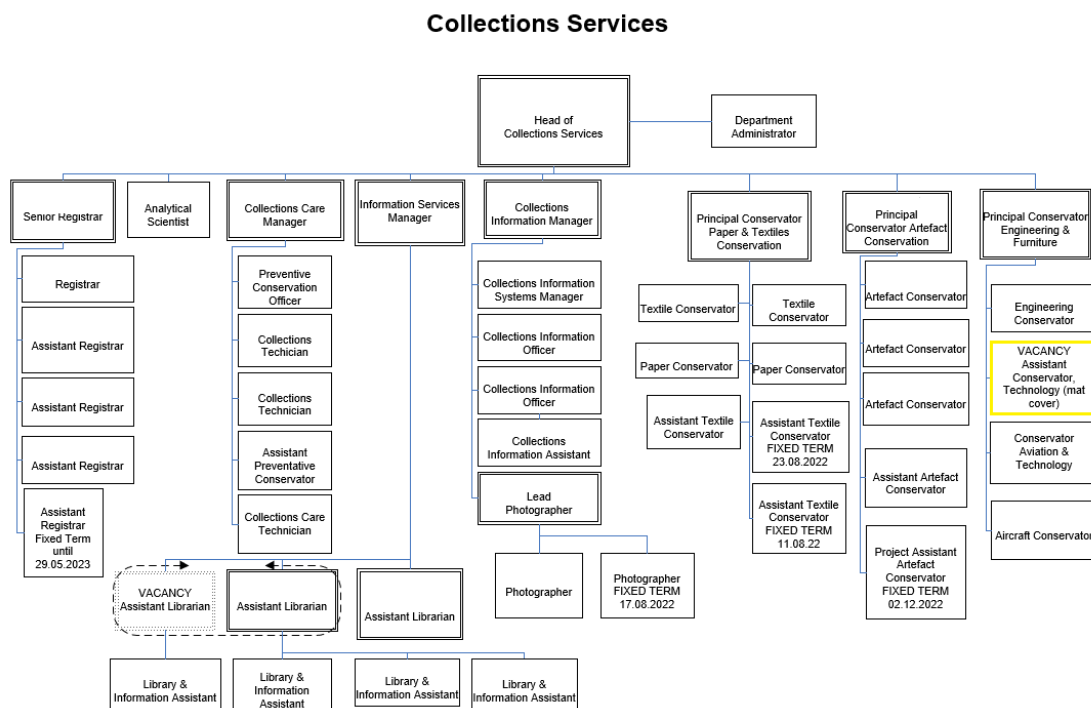 Collections Services
Head of
Collections Services
Department
Administrator
Senior Registrar
Analytical
Scientist
Collections Care
Manager
Information Services
Manager
Collections
Information Manager
Principal Conservator
Paper & Textiles
Conservation
Principal
Conservator Artefact
Conservation
Principal Conservator
Engineering &
Furniture
Registrar
Assistant Registrar
Assistant Registrar
Assistant Registrar
Assistant
Registrar
Fixed Term
until
29.05.2023
Preventive
Conservation
Officer
Collections
Techician
Collections
Technician
Assistant
Preventative
Conservator
Collections Care
Technician
Collections Information
Systems Manager
Collections Information
Officer
Collections Information
Officer
Collections
Information Assistant
Lead
Photographer
Photographer
Photographer
FIXED TERM
17.08.2022
Textile Conservator
Textile
Conservator
Paper Conservator
Paper Conservator
Assistant Textile
Conservator
Assistant Textile
Conservator
FIXED TERM
23.08.2022
Assistant Textile
Conservator
FIXED TERM
11.08.22
Artefact Conservator
Artefact Conservator
Artefact Conservator
Assistant Artefact
Conservator
Project Assistant
Artefact
Conservator
FIXED TERM
02.12.2022
Engineering
Conservator
VACANCY
Assistant
Conservator,
Technology (mat
cover)
Conservator
Aviation &
Technology
Aircraft Conservator
VACANCY
Assistant Librarian
Assistant Librarian
Assistant Librarian
Library &
Information Assistant
Library &
Information
Assistant
Library &
Information Assistant
Library &
Information Assistant